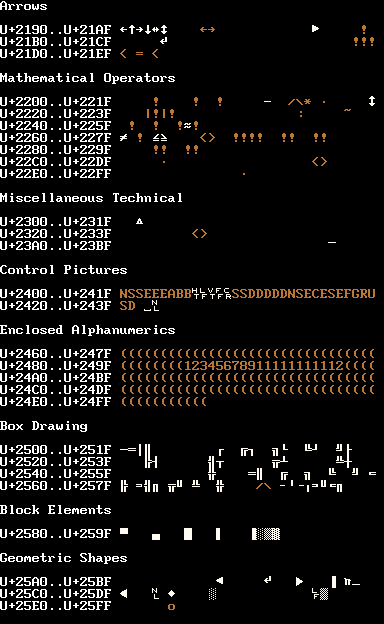 Arrows
U+2190..U+21AF ←↑→↓↔↕ <> ►
U+21B0..U+21CF ↵ !!!
U+21D0..U+21EF < = <
Mathematical Operators
U+2200..U+221F ! ! ! − /\* · ↕
U+2220..U+223F |!|! : ~
U+2240..U+225F ! ! !≈!
U+2260..U+227F ≠ ! ≤≥ <> !!!! !! !!
U+2280..U+229F !! !!
U+22C0..U+22DF · <>
U+22E0..U+22FF ·
Miscellaneous Technical
U+2300..U+231F
U+2320..U+233F <>
U+23A0..U+23BF
Control Pictures
U+2400..U+241F NSSEEEABBHTLFVTFFCRSSDDDDDNSECESEFGRU
U+2420..U+243F SD ␣NL
Enclosed Alphanumerics
U+2460..U+247F ((((((((((((((((((((((((((((((((
U+2480..U+249F ((((((((12345678911111111112((((
U+24A0..U+24BF ((((((((((((((((((((((((((((((((
U+24C0..U+24DF ((((((((((((((((((((((((((((((((
U+24E0..U+24FF (((((((((((
Box Drawing
U+2500..U+251F
U+2520..U+253F
U+2540..U+255F
U+2560..U+257F
Block Elements
U+2580..U+259F
Geometric Shapes
U+25A0..U+25BF
U+25C0..U+25DF
U+25E0..U+25FF o